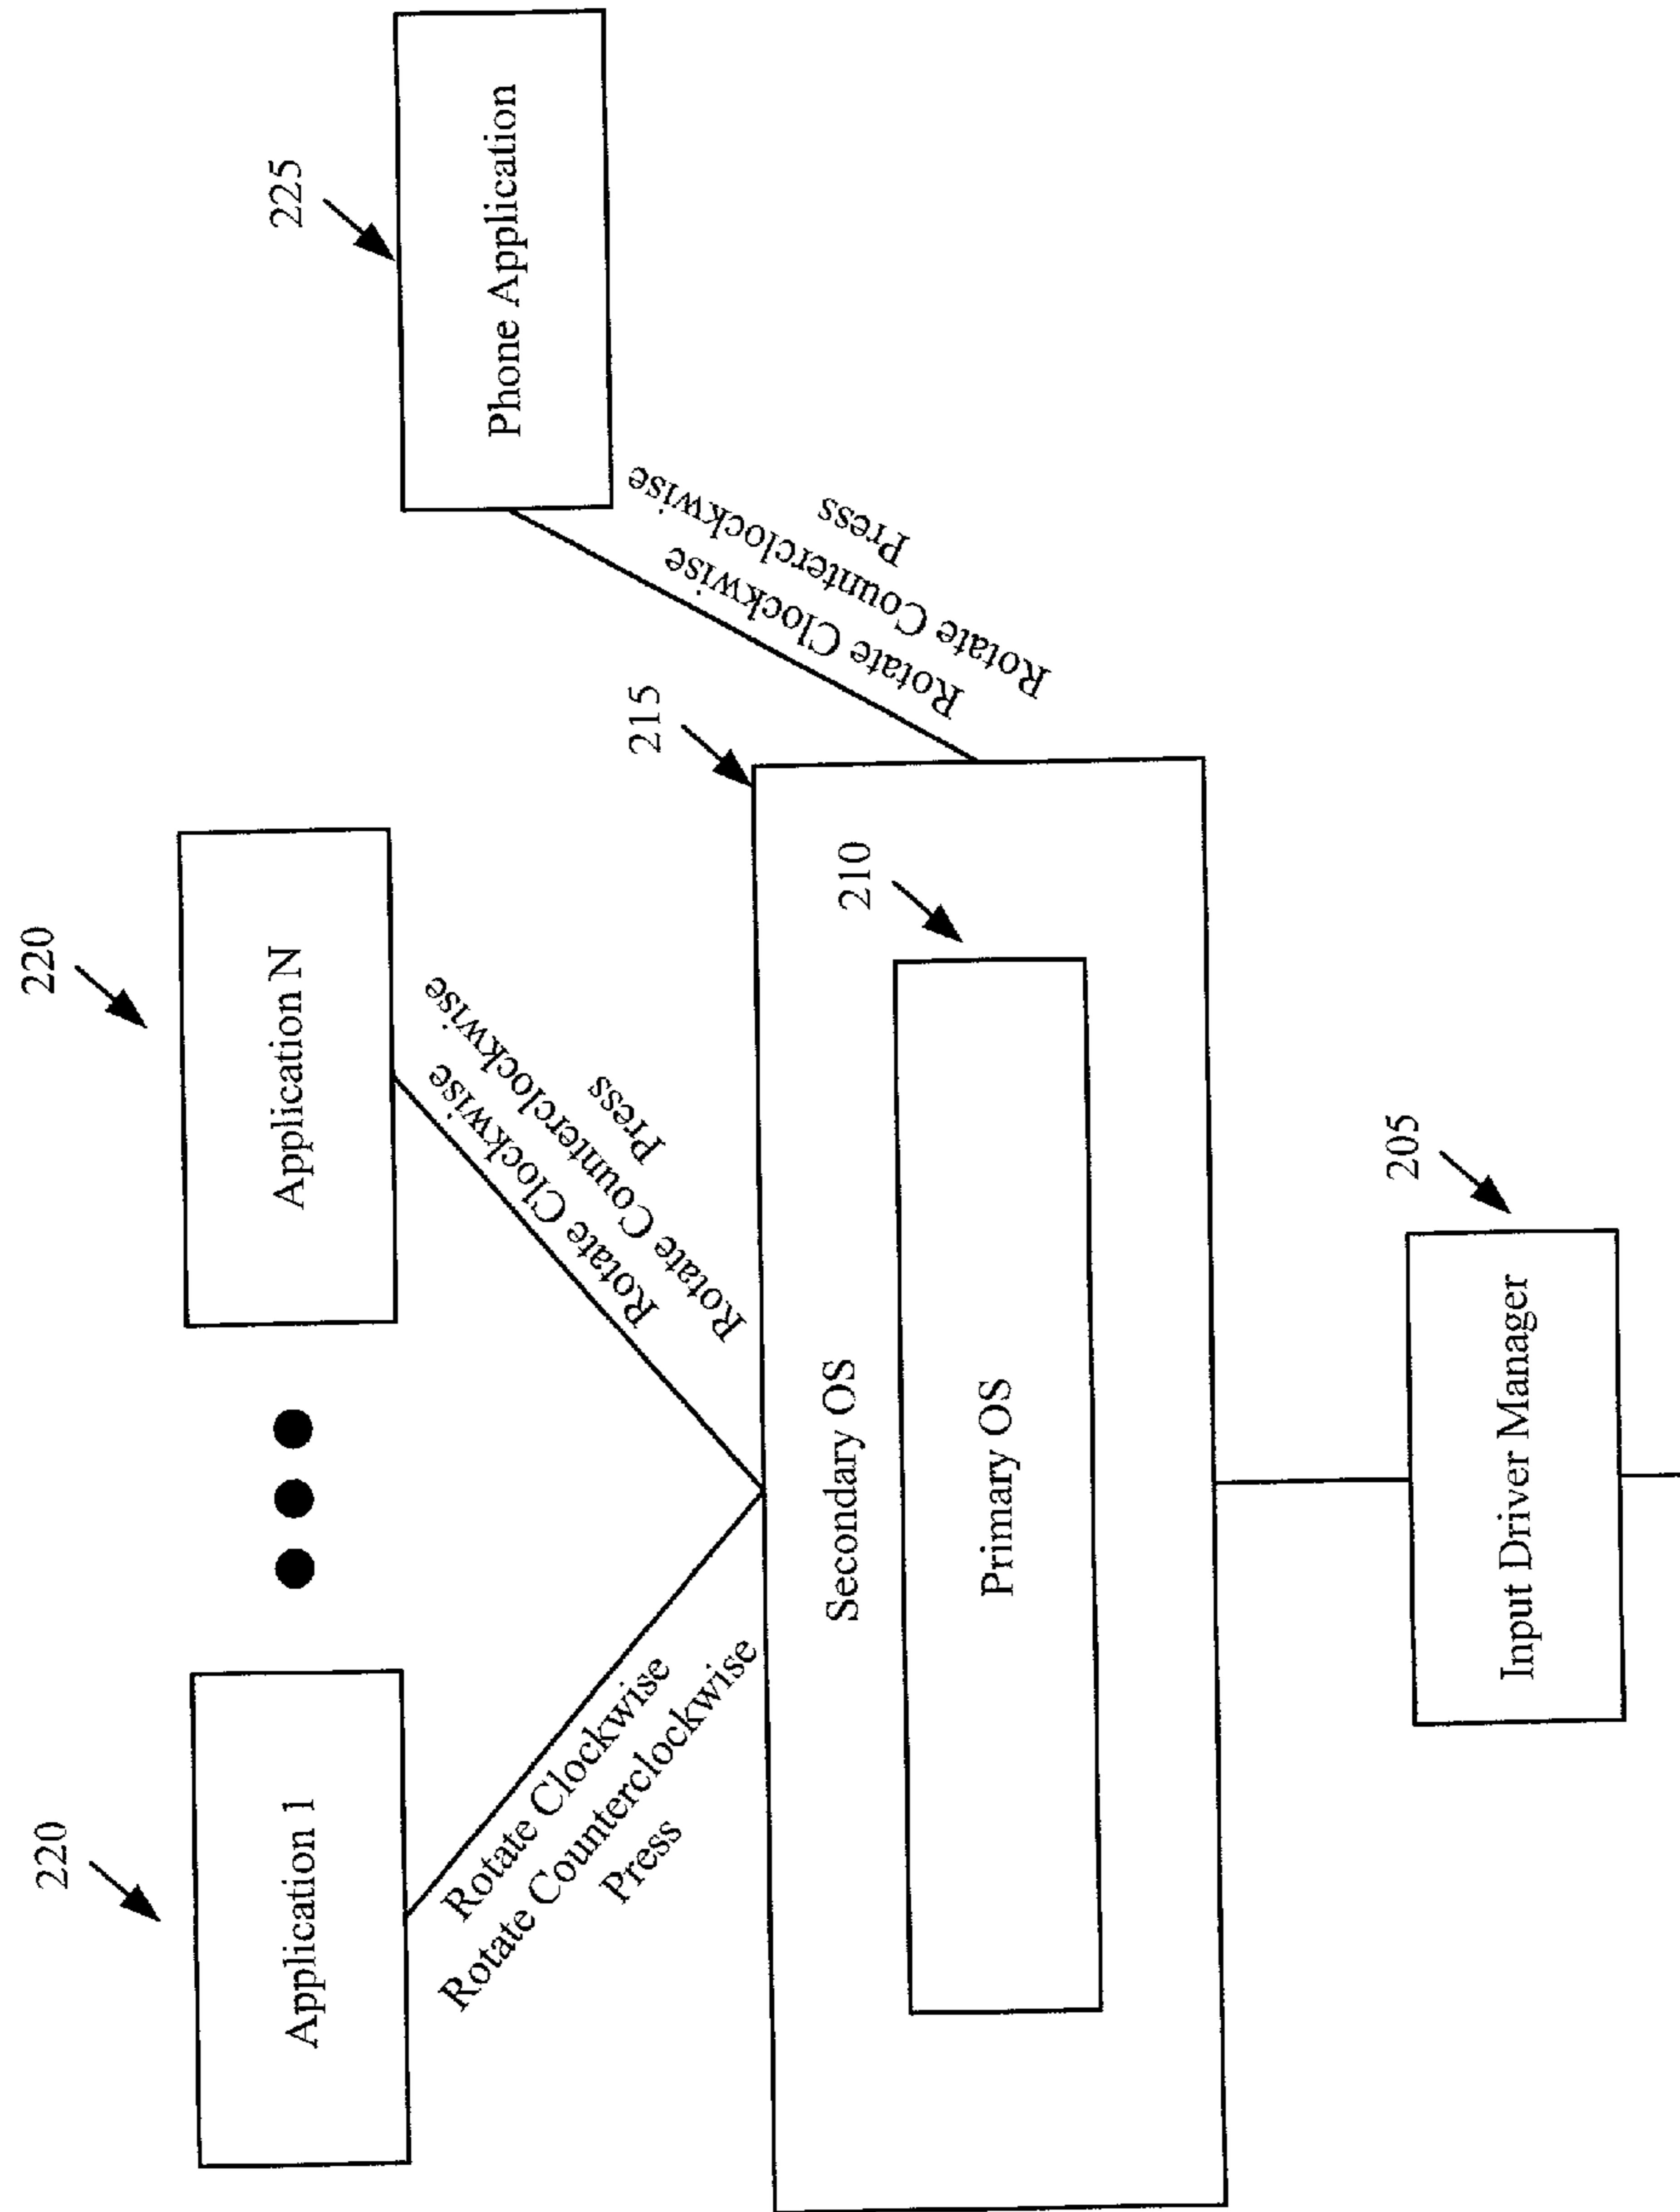 220
Application 1
220
Application N
225
Phone Application
Rotate Clockwise
Rotate Counterclockwise
Press
Rotate Clockwise
Rotate Counterclockwise
Press
Rotate Clockwise
Rotate Counterclockwise
Press
215
Secondary OS
210
Primary OS
205
Input Driver Manager